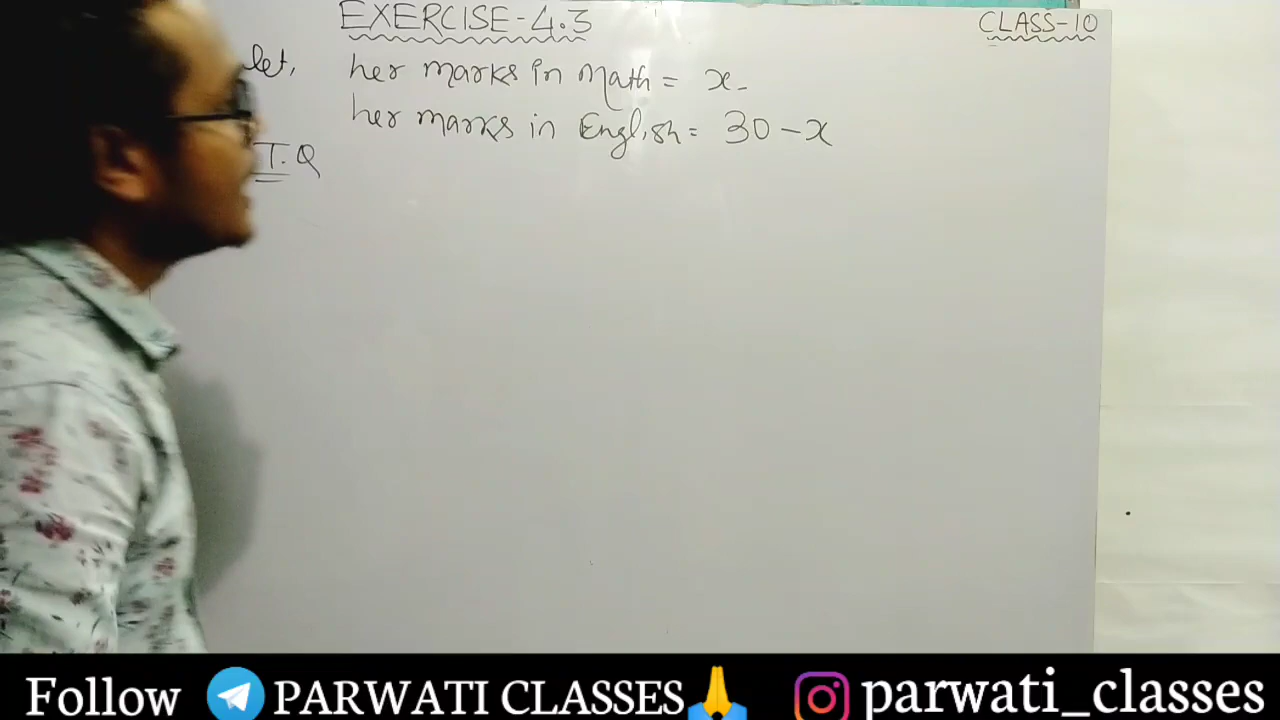 EXERCISE-4.3
CLASS-10
let, her marks in Math = x.
her marks in English = 30 - x
T.Q
Follow PARWATI CLASSES🙏 parwati_classes